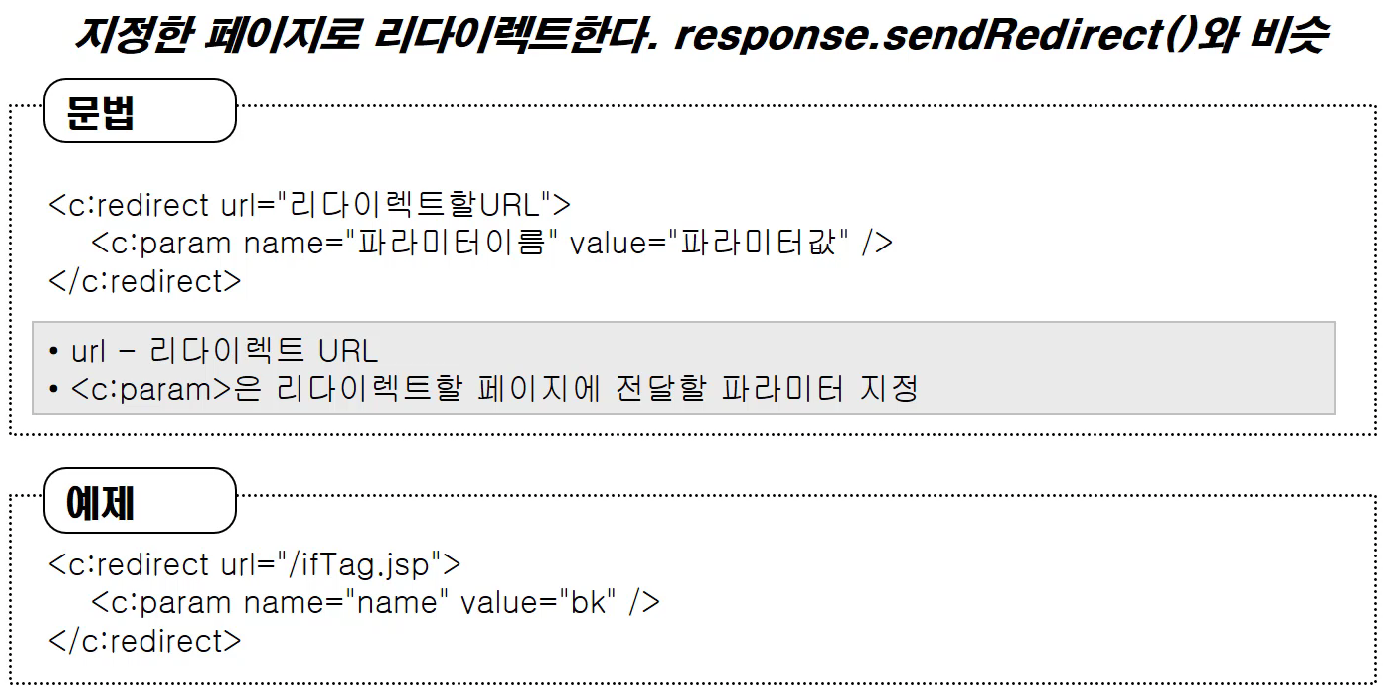 지정한 페이지로 리다이렉트한다. response.sendRedirect()와 비슷
문법
<c:redirect url="리다이렉트할URL">
<c:param name="파라미터이름" value="파라미터값" />
</c:redirect>
• url – 리다이렉트 URL
• <c:param>은 리다이렉트할 페이지에 전달할 파라미터 지정
예제
<c:redirect url="/ifTag.jsp">
<c:param name="name" value="bk" />
</c:redirect>